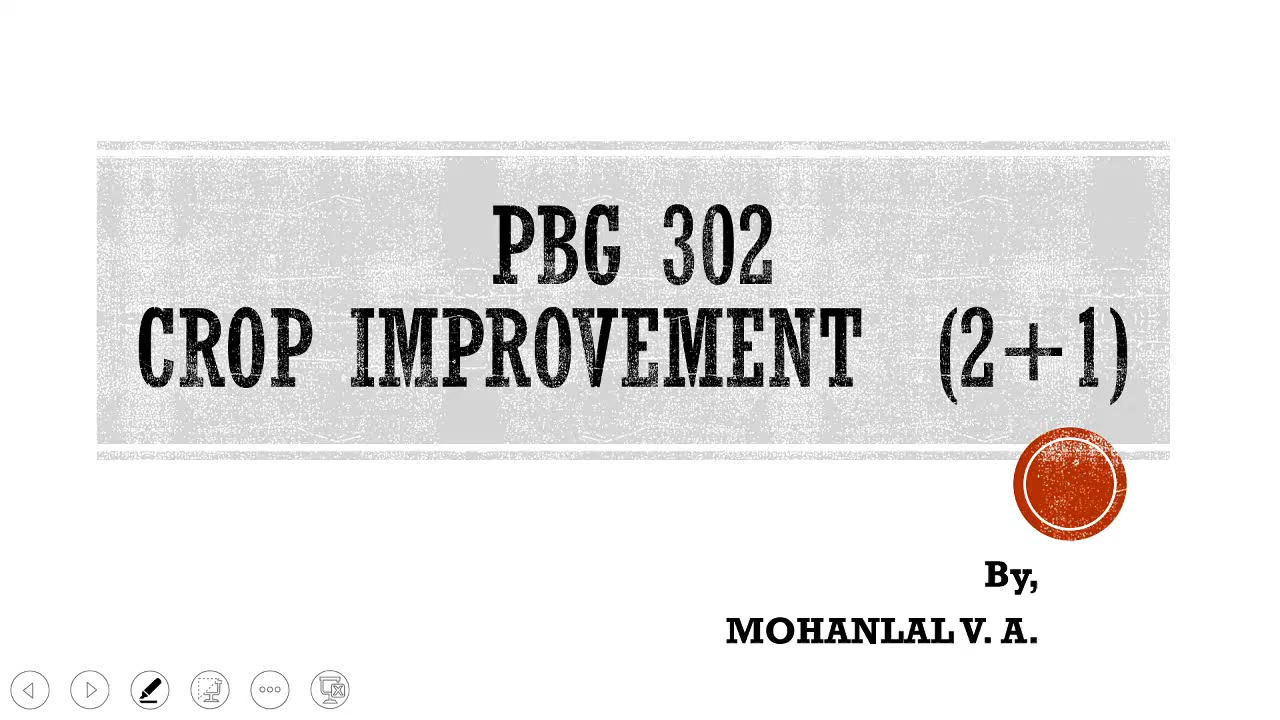 PBG 302
CROP IMPROVEMENT (2+1)
By,
MOHANLAL V. A.